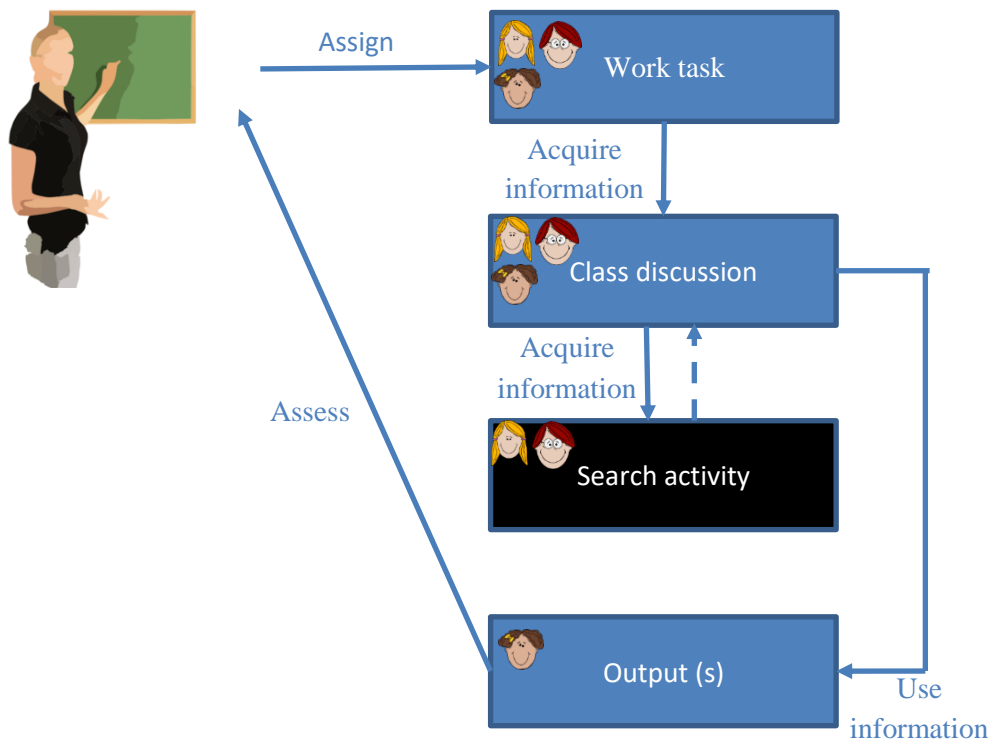 Assign
Work task
Acquire
information
Class discussion
Acquire
information
Assess
Search activity
Output (s)
Use
information